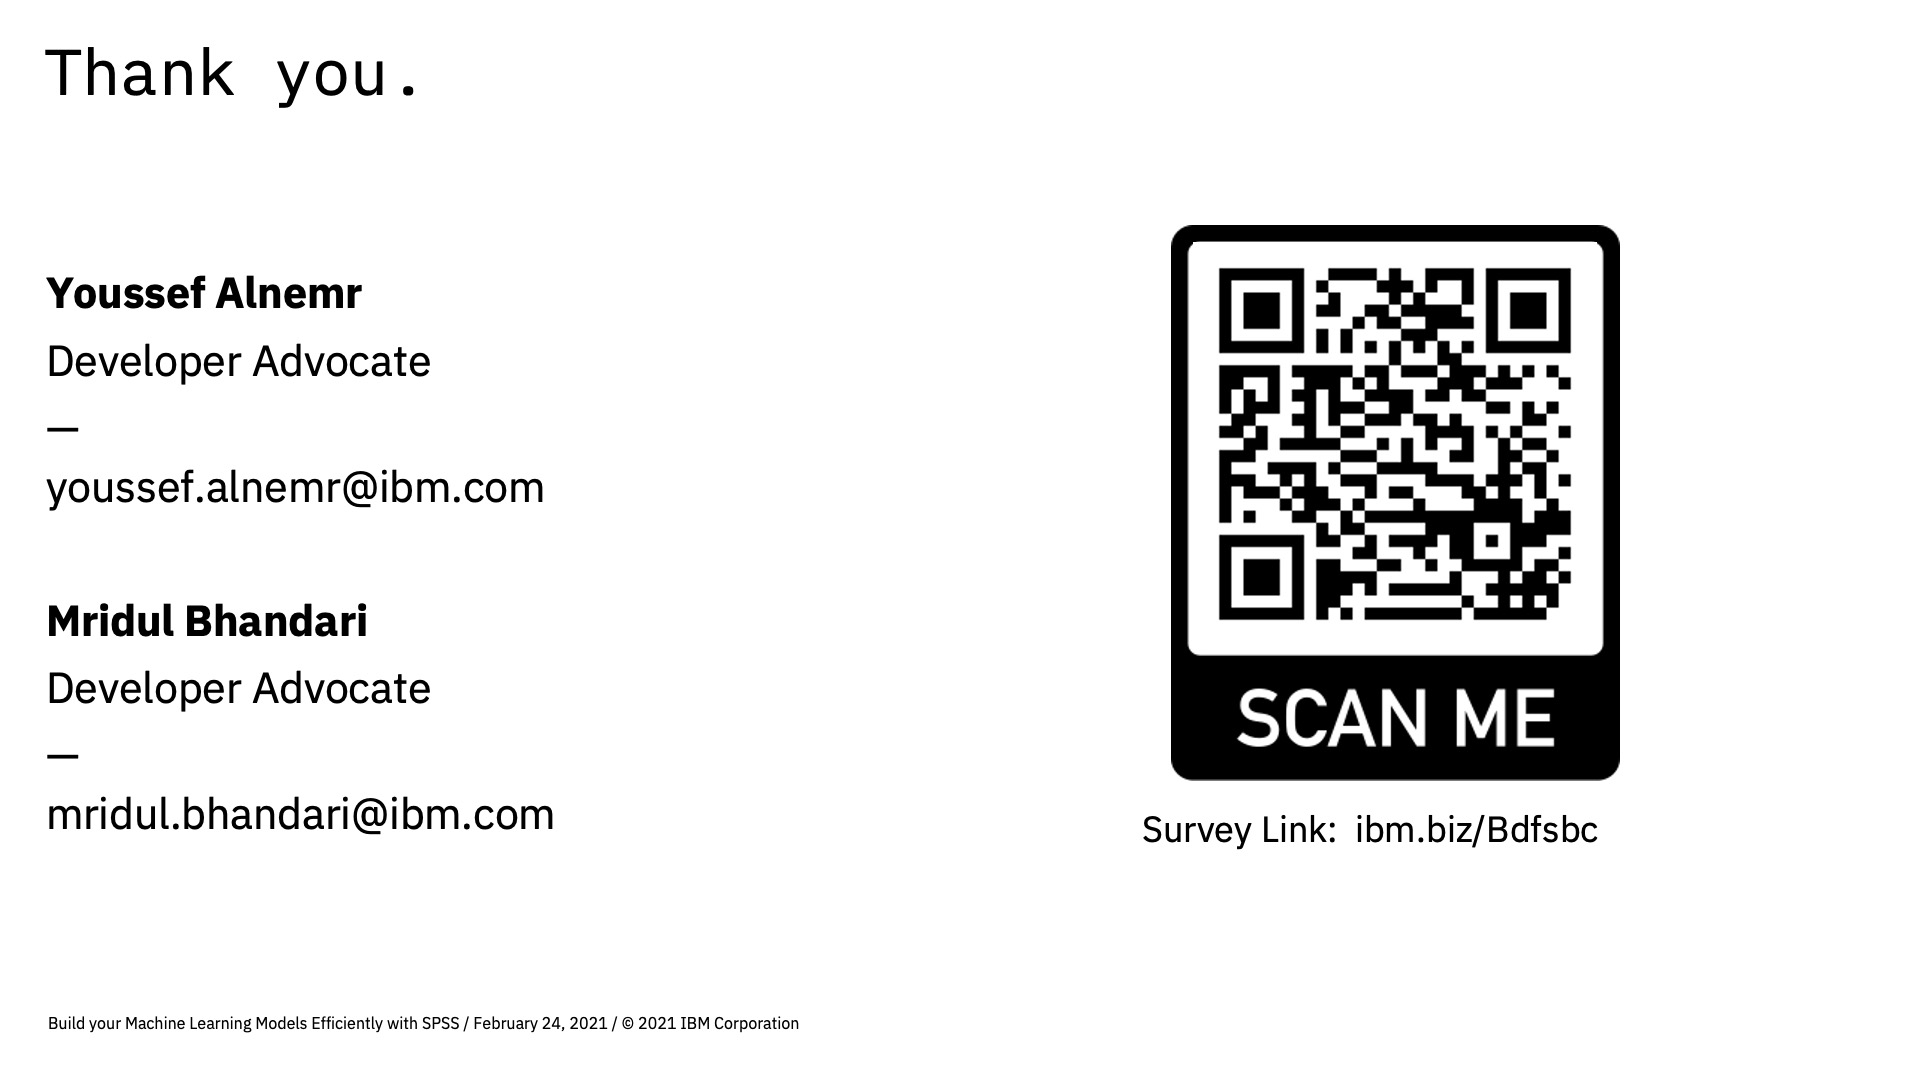 Thank you.
Youssef Alnemr
Developer Advocate
—
youssef.alnemr@ibm.com
Mridul Bhandari
Developer Advocate
—
mridul.bhandari@ibm.com
SCAN ME
Survey Link:  ibm.biz/Bdfsbc
Build your Machine Learning Models Efficiently with SPSS / February 24, 2021 / © 2021 IBM Corporation